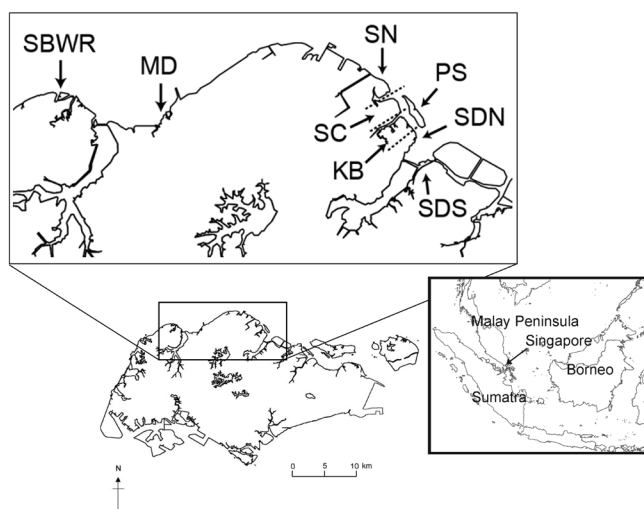 SBWR
MD
SN
PS
SC
SDN
KB
SDS
Malay Peninsula
Singapore
Borneo
Sumatra
N
0 5 10 km